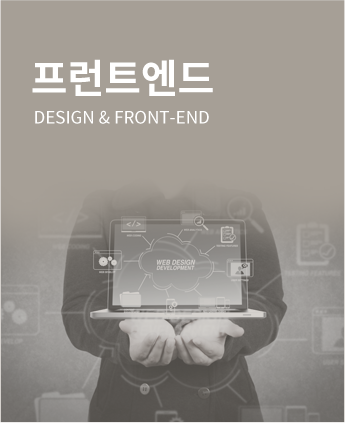 프런트엔드
DESIGN & FRONT-END
</>
WEB DESIGN
DEVELOPMENT